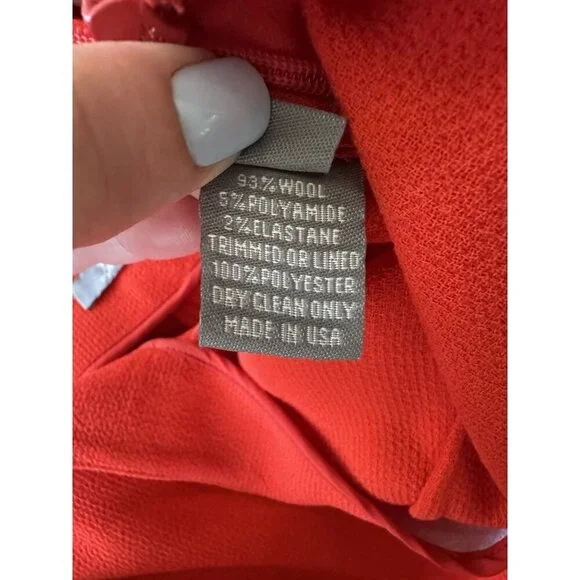 93% WOOL
5% POLYAMIDE
2% ELASTANE
TRIMMED OR LINED
100% POLYESTER
DRY CLEAN ONLY
MADE IN USA